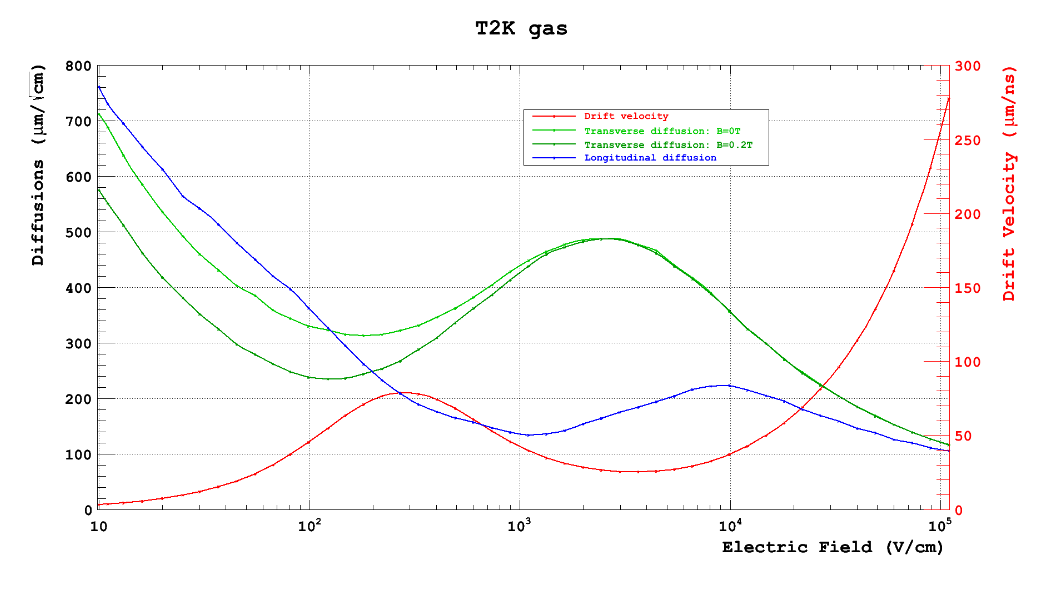 T2K gas
Diffusions (μm/√cm)
800
700
600
500
400
300
200
100
0
Drift velocity
Transverse diffusion: B=0T
Transverse diffusion: B=0.2T
Longitudinal diffusion
300
250
200
150
100
50
0
Drift Velocity (μm/ns)
10 10² 10³ 10⁴ 10⁵
Electric Field (V/cm)